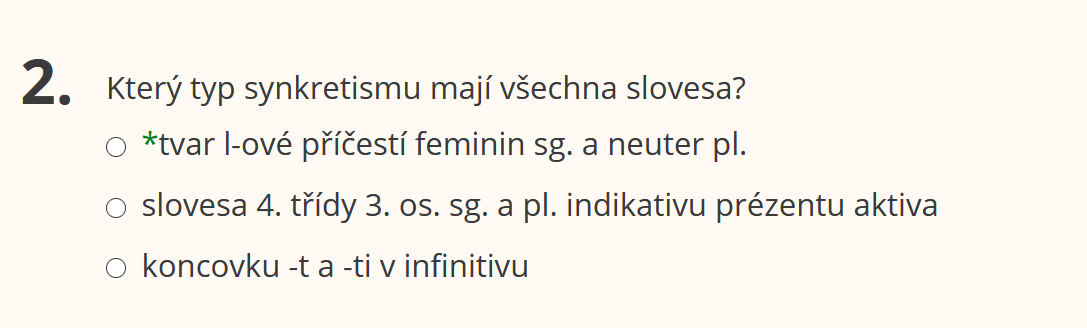 2. Který typ synkretismu mají všechna slovesa?
*tvar l-ové příčestí feminin sg. a neuter pl.
slovesa 4. třídy 3. os. sg. a pl. indikativu prézentu aktiva
koncovku -t a -ti v infinitivu